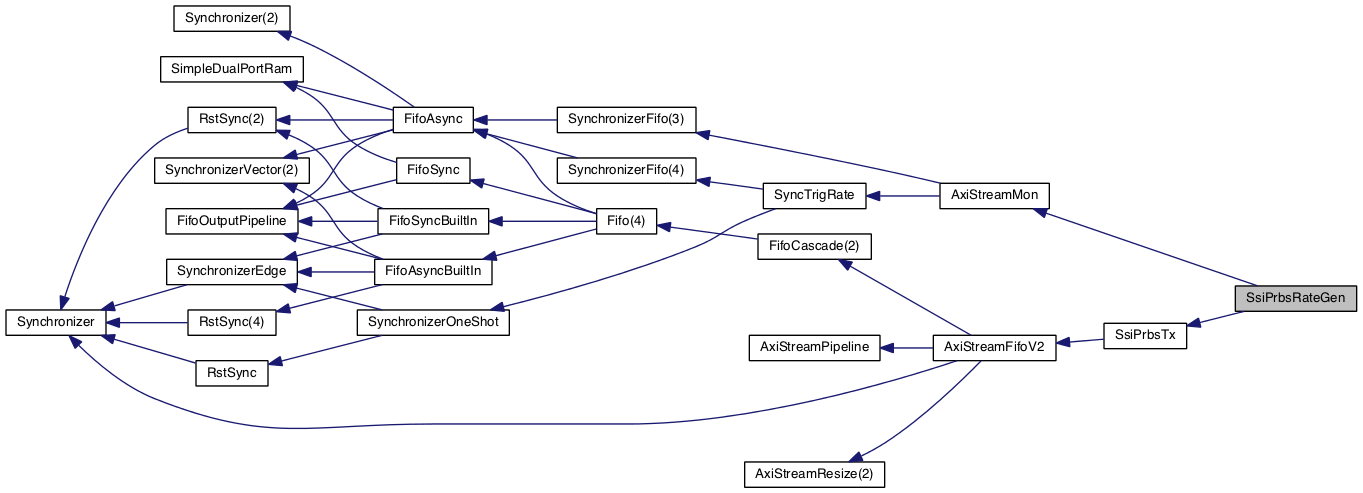 Synchronizer(2)
SimpleDualPortRam
RstSync(2)
FifoAsync
SynchronizerFifo(3)
SynchronizerVector(2)
FifoSync
SynchronizerFifo(4)
SyncTrigRate
AxiStreamMon
FifoOutputPipeline
FifoSyncBuiltIn
Fifo(4)
FifoCascade(2)
SynchronizerEdge
FifoAsyncBuiltIn
SsiPrbsRateGen
Synchronizer
RstSync(4)
SynchronizerOneShot
SsiPrbsTx
AxiStreamPipeline
AxiStreamFifoV2
RstSync
AxiStreamResize(2)